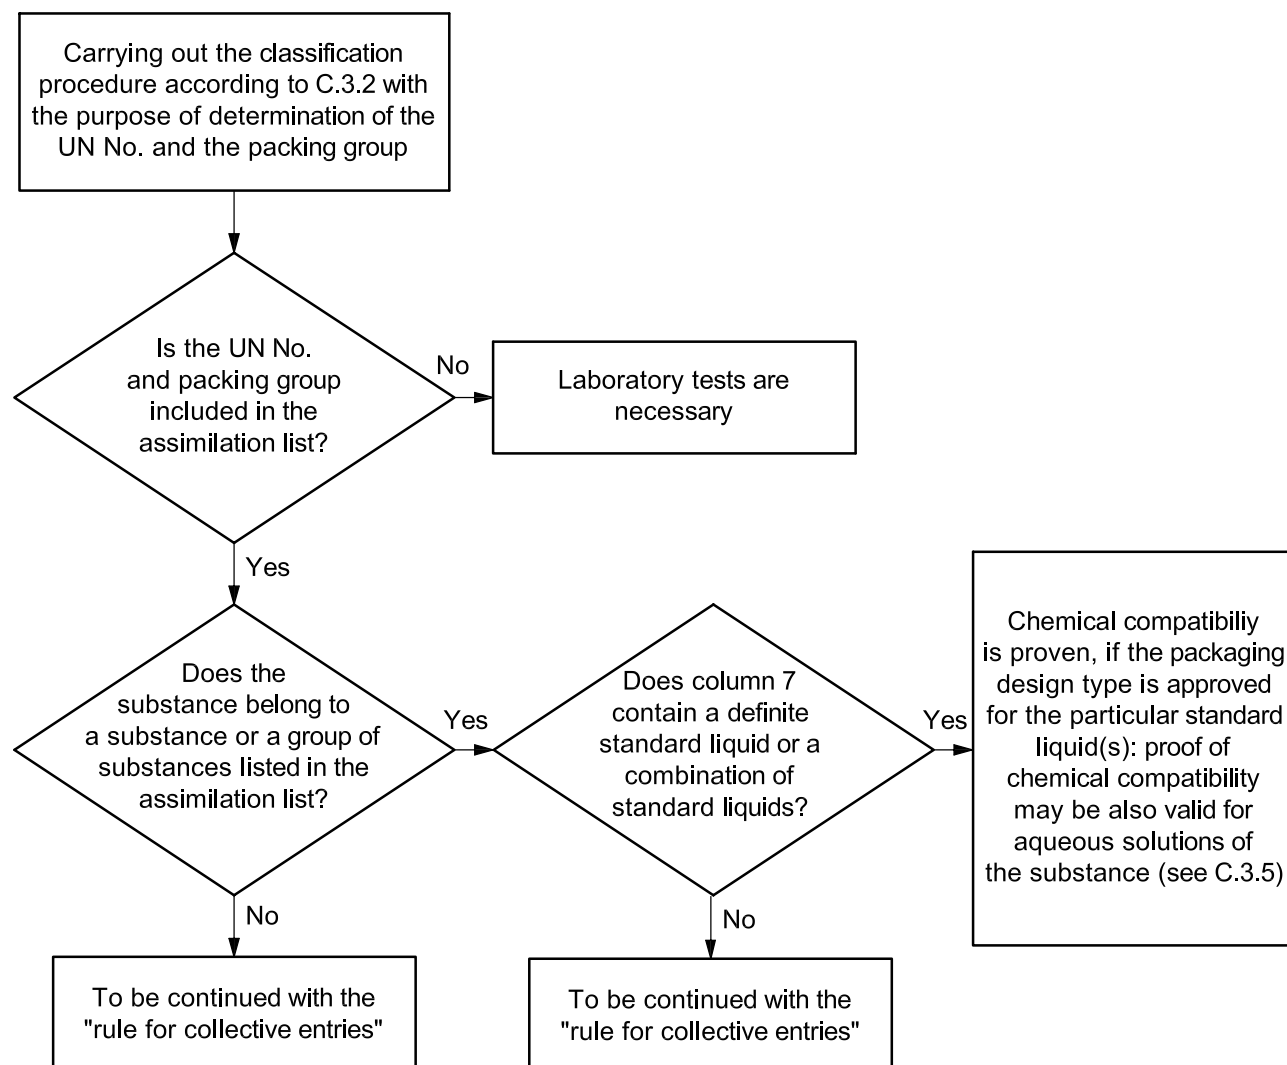 Carrying out the classification
procedure according to C.3.2 with
the purpose of determination of the
UN No. and the packing group
Is the UN No.
and packing group
included in the
assimilation list?
No
Laboratory tests are
necessary
Yes
Does the
substance belong to
a substance or a group of
substances listed in the
assimilation list?
Yes
Does column 7
contain a definite
standard liquid or a
combination of
standard liquids?
Yes
Chemical compatibiliy
is proven, if the packaging
design type is approved
for the particular standard
liquid(s): proof of
chemical compatibility
may be also valid for
aqueous solutions of
the substance (see C.3.5)
No
To be continued with the
"rule for collective entries"
No
To be continued with the
"rule for collective entries"